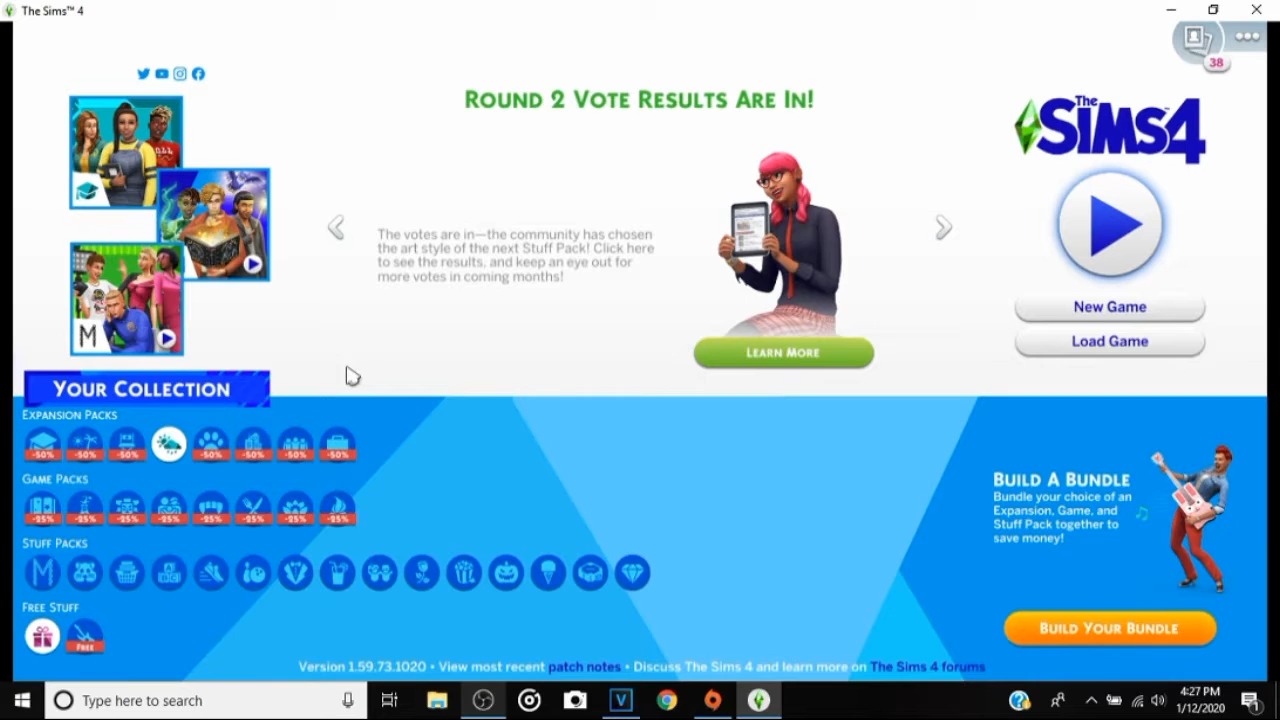 The Sims™ 4
38
ROUND 2 VOTE RESULTS ARE IN!
The votes are in—the community has chosen
the art style of the next Stuff Pack! Click here
to see the results, and keep an eye out for
more votes in coming months!
LEARN MORE
The SIMS 4
New Game
Load Game
M
YOUR COLLECTION
EXPANSION PACKS
-50% -50% -50% -50% -50% -50% -50%
GAME PACKS
-25% -25% -25% -25% -25% -25% -25% -25%
STUFF PACKS
M
FREE STUFF
FREE
BUILD A BUNDLE
Bundle your choice of an
Expansion, Game, and
Stuff Pack together to
save money!
BUILD YOUR BUNDLE
Version 1.59.73.1020 • View most recent patch notes • Discuss The Sims 4 and learn more on The Sims 4 forums
Type here to search
V
4:27 PM
1/12/2020
1